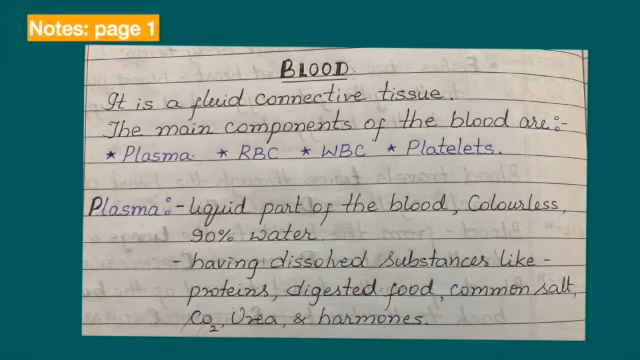 Notes: page 1
BLOOD
It is a fluid connective tissue.
The main components of the blood are:-
* Plasma. * RBC * WBC * Platelets.
Plasma:- liquid part of the blood, Colourless,
90% water.
- having dissolved substances like -
proteins, digested food, common salt,
Co₂, Urea, & harmones.